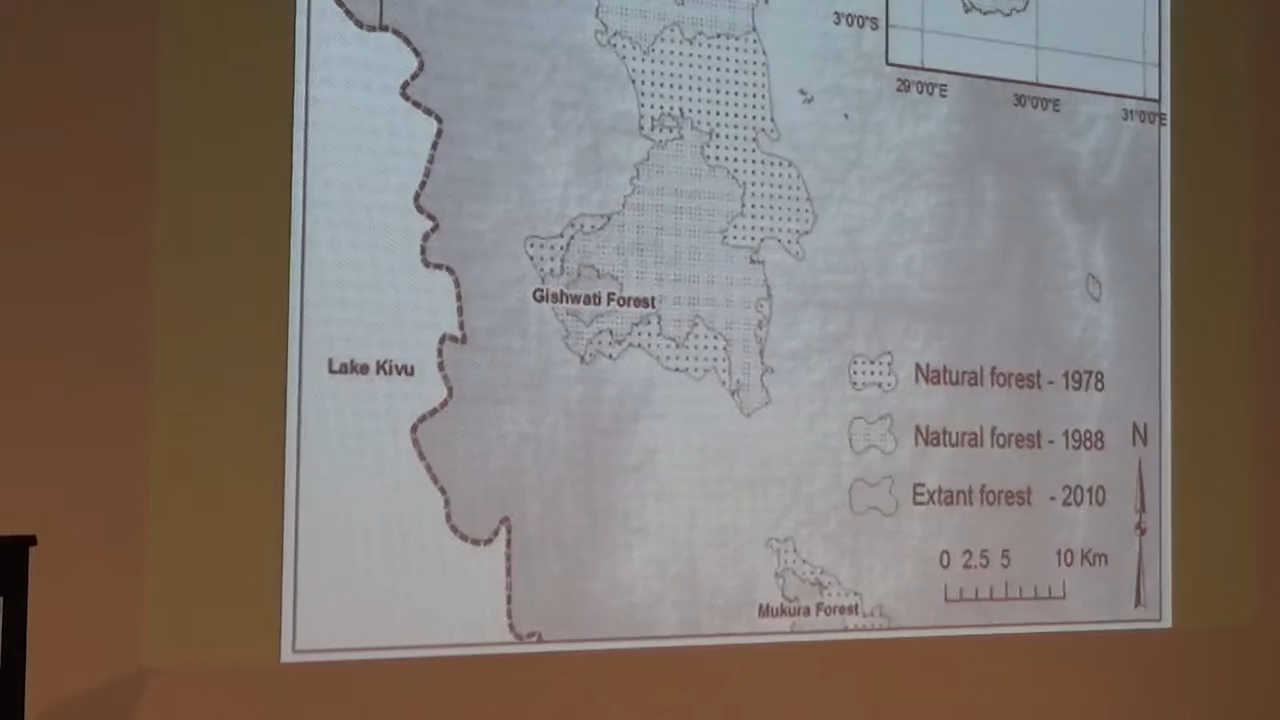 3°0'0"S
29°0'0"E
30°0'0"E
31°0'0"E
Gishwati Forest
Lake Kivu
Natural forest - 1978
Natural forest - 1988
N
Extant forest - 2010
0 2.5 5 10 Km
Mukura Forest